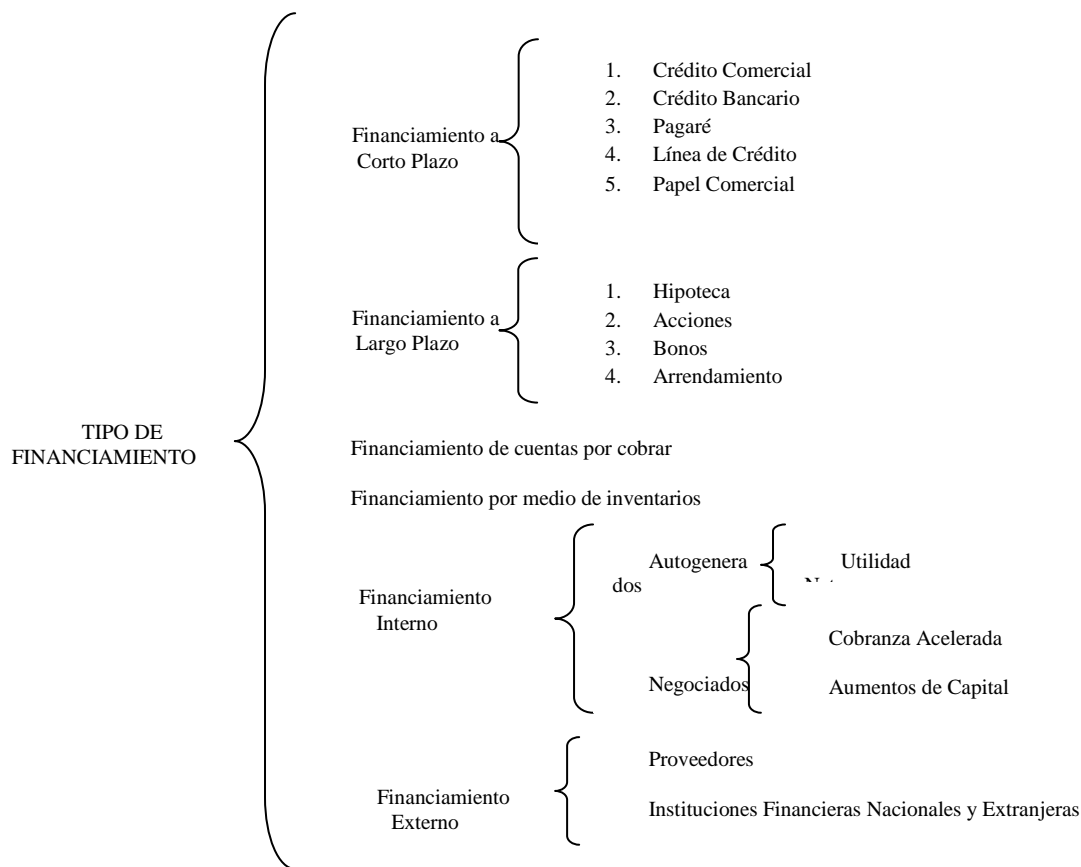 1. Crédito Comercial
2. Crédito Bancario
3. Pagaré
4. Línea de Crédito
5. Papel Comercial
Financiamiento a
Corto Plazo
1. Hipoteca
2. Acciones
3. Bonos
4. Arrendamiento
Financiamiento a
Largo Plazo
TIPO DE
FINANCIAMIENTO
Financiamiento de cuentas por cobrar
Financiamiento por medio de inventarios
Financiamiento
Interno
Autogenera
dos
Utilidad
Negociados
Cobranza Acelerada
Aumentos de Capital
Financiamiento
Externo
Proveedores
Instituciones Financieras Nacionales y Extranjeras